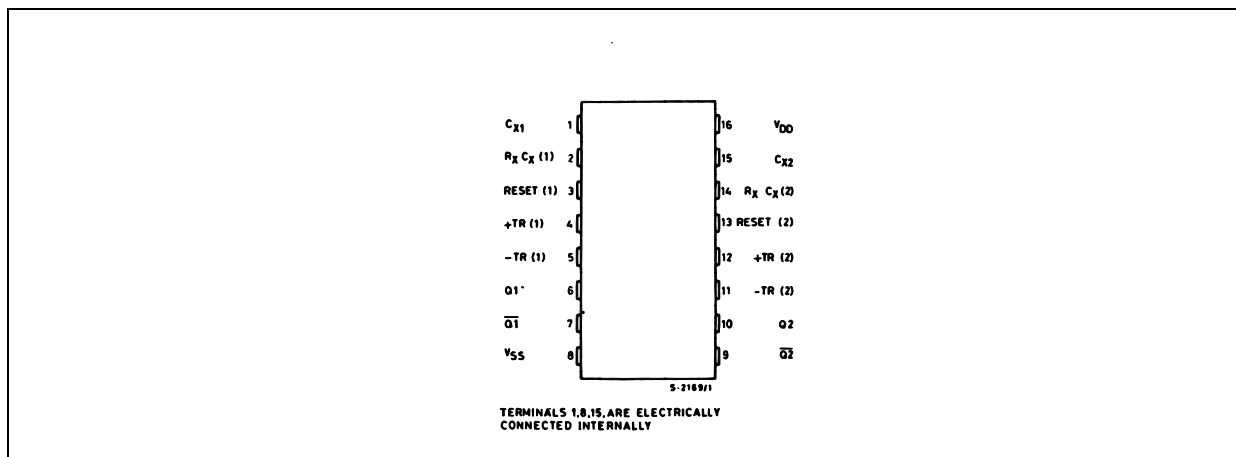 CX1 1 16 VDD
RX CX (1) 2 15 CX2
RESET (1) 3 14 RX CX (2)
+TR (1) 4 13 RESET (2)
-TR (1) 5 12 +TR (2)
Q1 6 11 -TR (2)
Q̅1̅ 7 10 Q2
VSS 8 9 Q̅2̅
S-2169/1
TERMINALS 1,8,15, ARE ELECTRICALLY
CONNECTED INTERNALLY